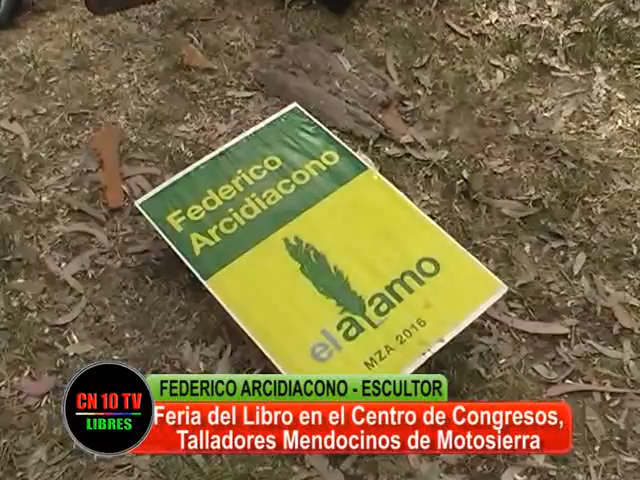 Federico
Arcidiacono
el alamo
MZA 2016
CN 10 TV
LIBRES
FEDERICO ARCIDIACONO - ESCULTOR
Feria del Libro en el Centro de Congresos,
Talladores Mendocinos de Motosierra